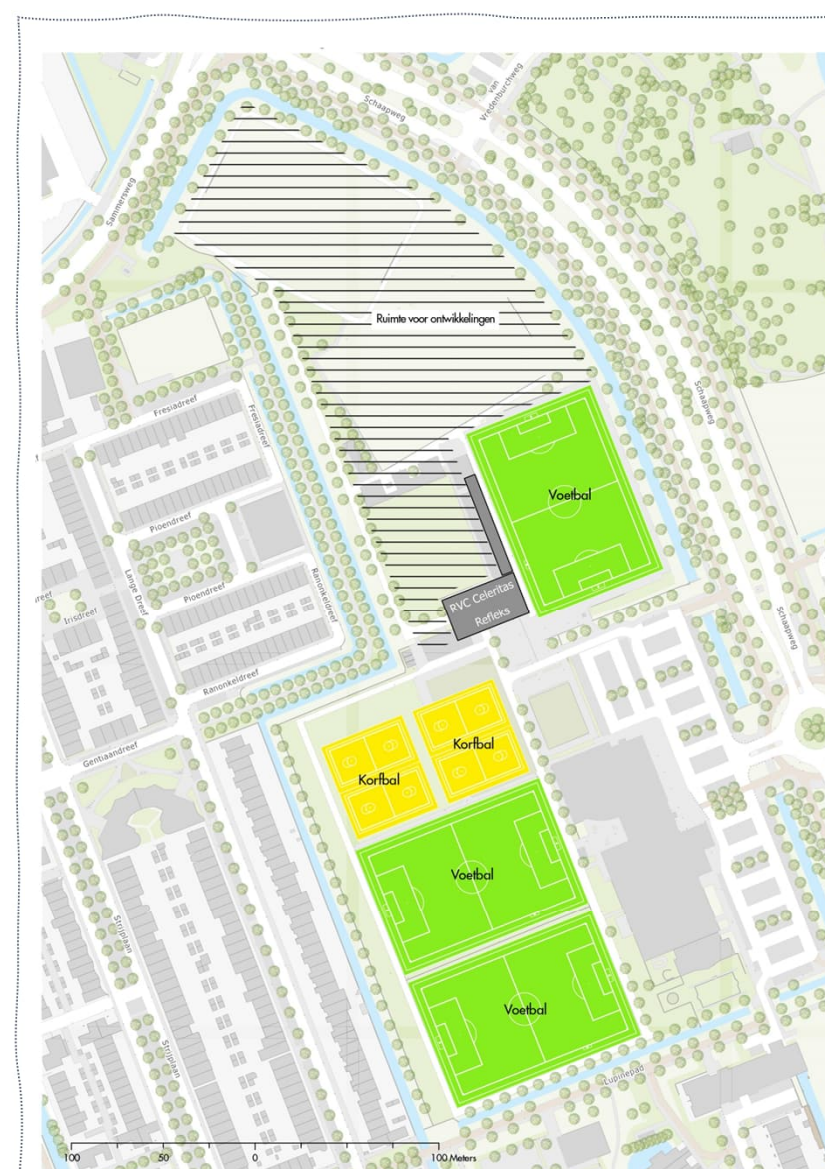 van
Vredenburchweg
Schaapweg
Sammersweg
Ruimte voor ontwikkelingen
Fresiadreef
Fresiadreef
Schaapweg
Voetbal
Pioendreef
Lange Dreef
Pioendreef
Ranonkeldreef
Irisdreef
RVC Celeritas
Refleks
Schaapweg
Ranonkeldreef
Korfbal
Korfbal
Gentiaandreef
Voetbal
Strijplaan
Voetbal
Strijplaan
Lupinepad
100 50 0 100 Meters